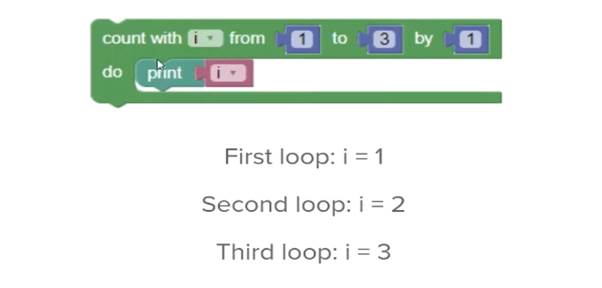 count with i from 1 to 3 by 1
do print i
First loop: i = 1
Second loop: i = 2
Third loop: i = 3